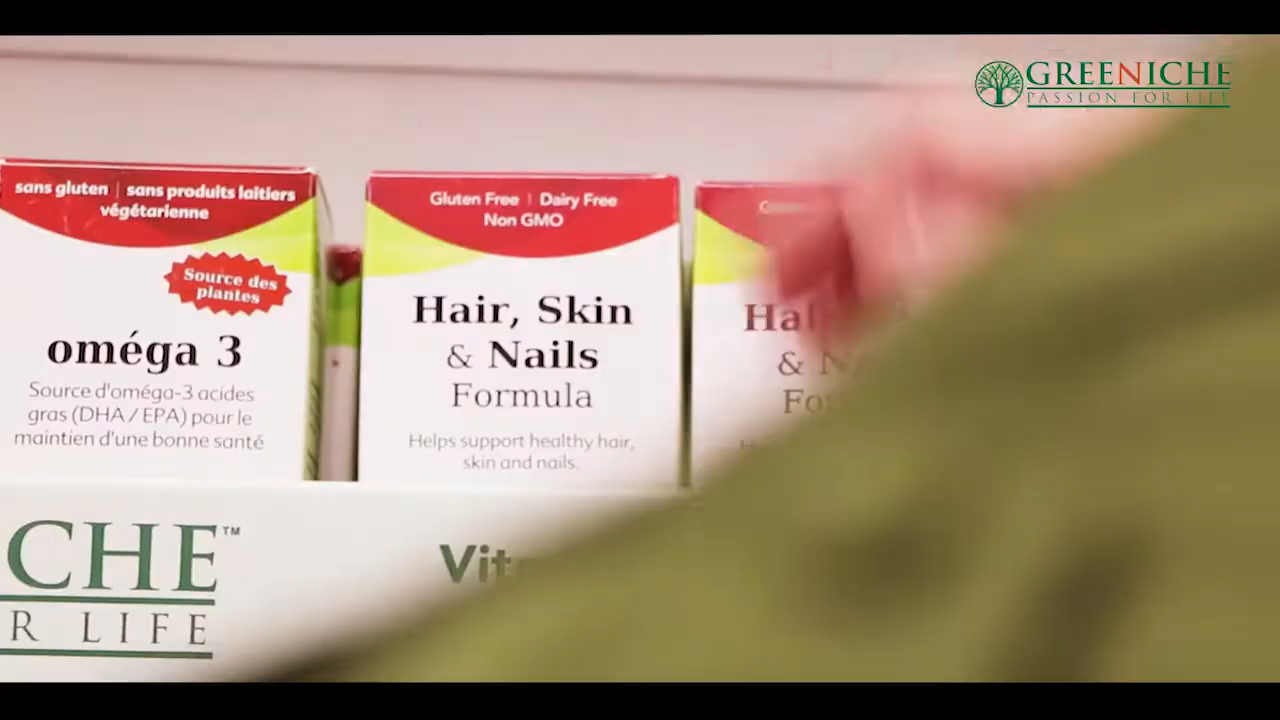 GREENICHE
PASSION FOR LIFE
sans gluten | sans produits laitiers
végétarienne
Source des
plantes
oméga 3
Source d'oméga-3 acides
gras (DHA / EPA) pour le
maintien d'une bonne santé
Gluten Free | Dairy Free
Non GMO
Hair, Skin
& Nails
Formula
Helps support healthy hair,
skin and nails.
&
CHE™
R LIFE